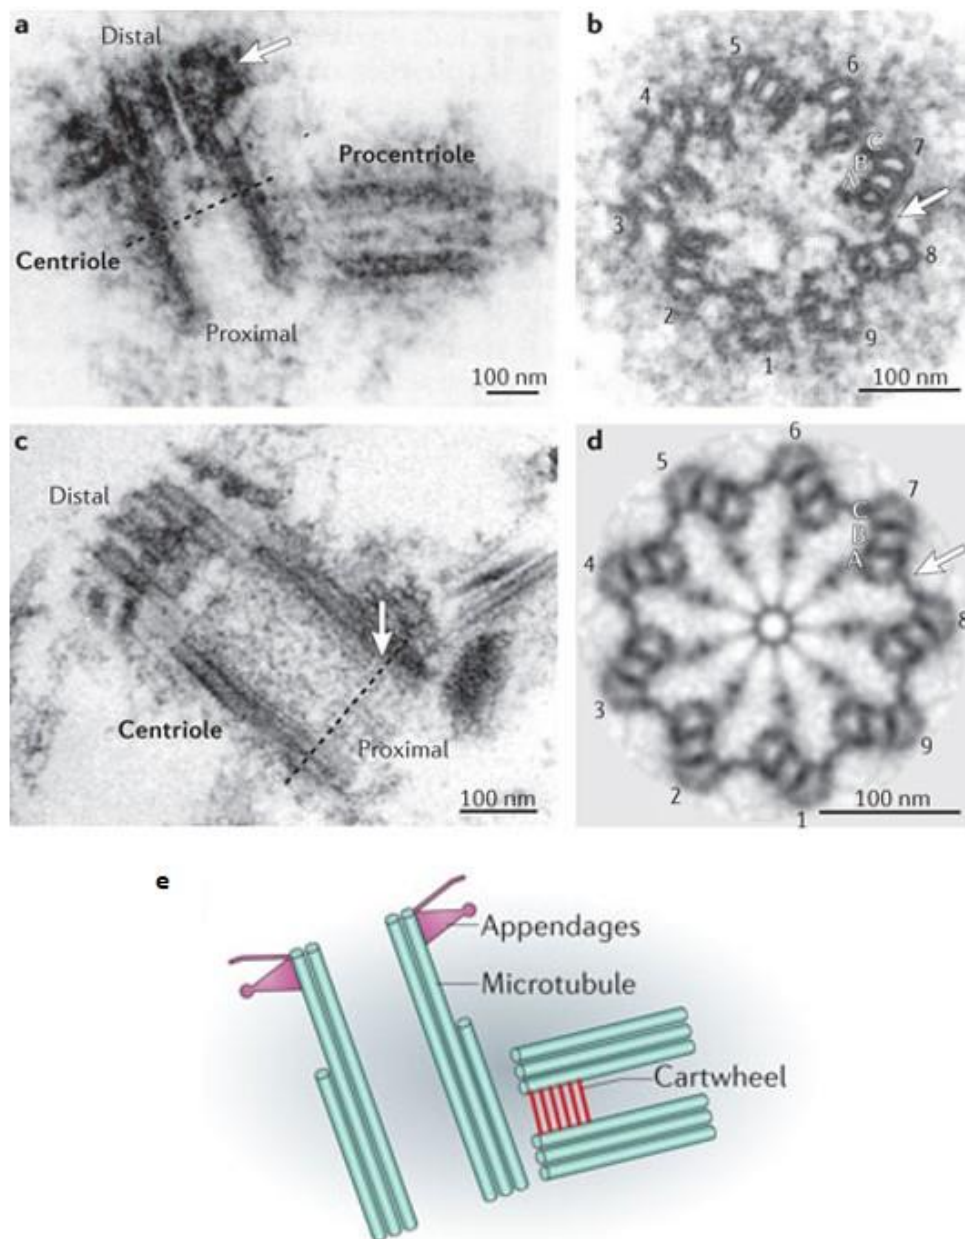 a
Distal
Procentriole
Centriole
Proximal
100 nm
b
5
6
4
C
B
A
7
3
8
2
9
1
100 nm
c
Distal
Centriole
Proximal
100 nm
d
6
5
7
C
B
A
4
8
3
9
2
100 nm
1
e
Appendages
Microtubule
Cartwheel